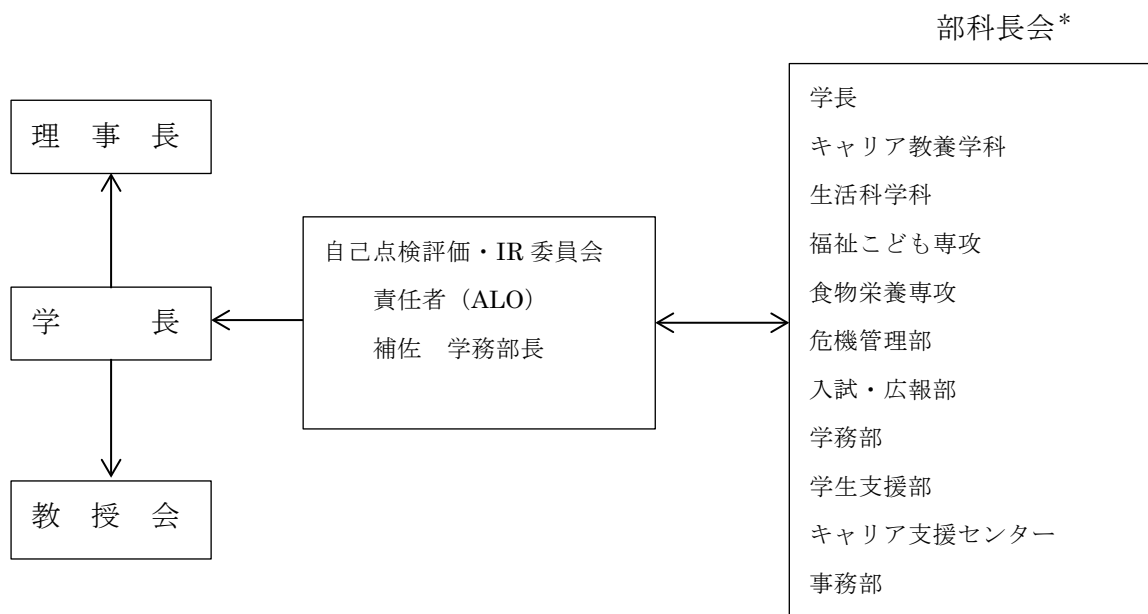 部科長会*
学長
キャリア教養学科
生活科学科
福祉こども専攻
食物栄養専攻
危機管理部
入試・広報部
学務部
学生支援部
キャリア支援センター
事務部
理　事　長
学　　　長
教　授　会
自己点検評価・IR 委員会
責任者（ALO）
補佐　学務部長